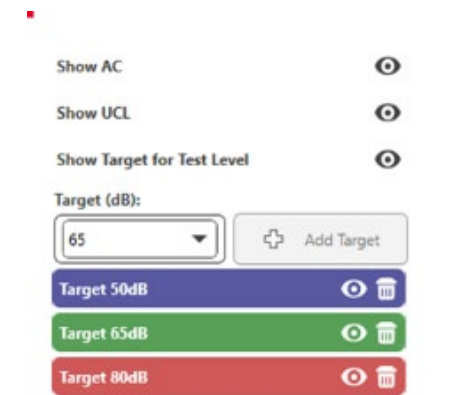 Show AC
Show UCL
Show Target for Test Level
Target (dB):
65 Add Target
Target 50dB
Target 65dB
Target 80dB